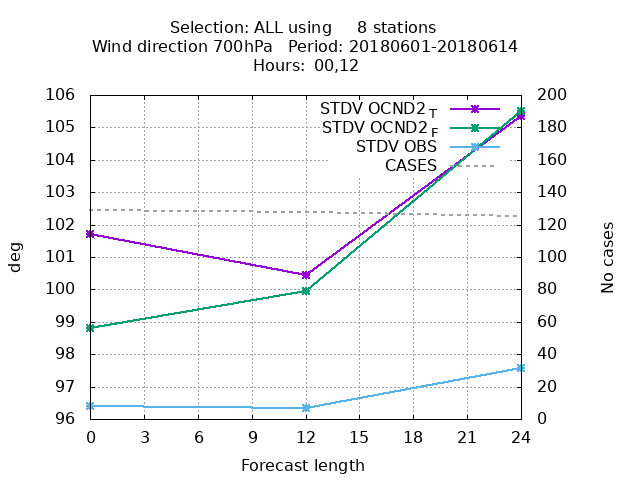 Selection: ALL using     8 stations
Wind direction 700hPa   Period: 20180601-20180614
Hours:  00,12
STDV OCND2 T
STDV OCND2 F
STDV OBS
CASES
106
105
104
103
102
101
100
99
98
97
96
200
180
160
140
120
100
80
60
40
20
0
deg
No cases
0 3 6 9 12 15 18 21 24
Forecast length